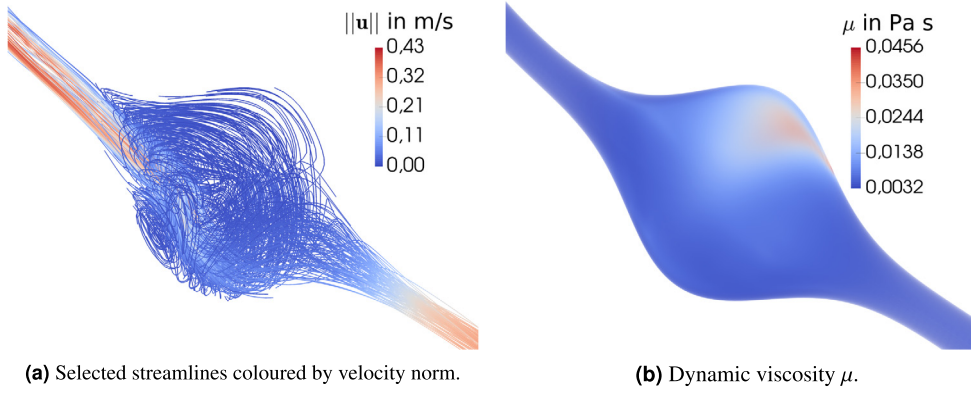 ||u|| in m/s
0,43
0,32
0,21
0,11
0,00
μ in Pa s
0,0456
0,0350
0,0244
0,0138
0,0032
(a) Selected streamlines coloured by velocity norm.
(b) Dynamic viscosity μ.